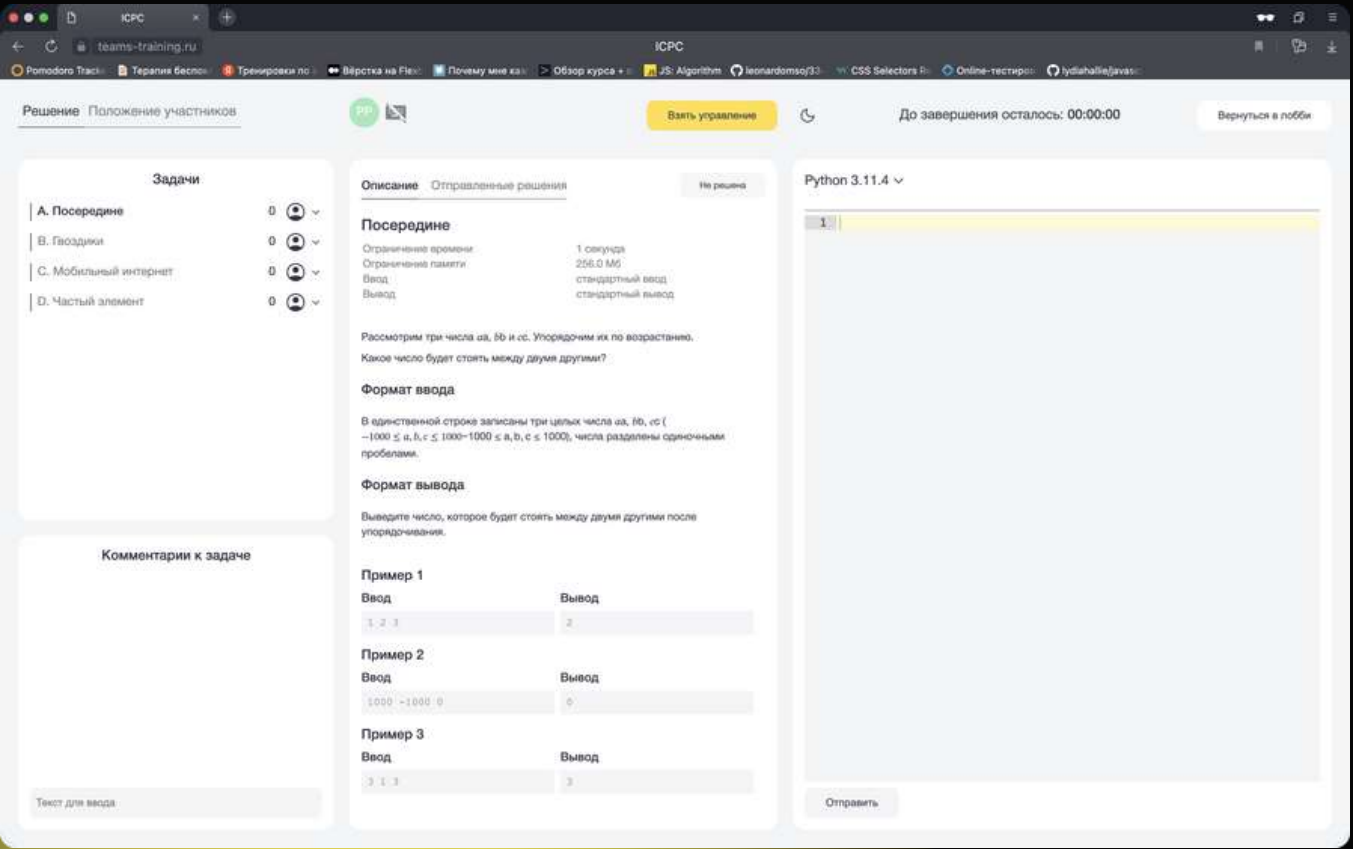 ICPC
teams-training.ru
ICPC
Pomodoro Track
Терапия беспок
Тренировки по
Вёрстка на Flex
Почему мне каж
Обзор курса +
JS: Algorithm
leonardomso/33
CSS Selectors R
Online-тестиро
lydiahallie/javasc
Решение Положение участников
PP
Взять управление
До завершения осталось: 00:00:00
Вернуться в лобби
Задачи
A. Посередине 0
B. Гвоздики 0
C. Мобильный интернет 0
D. Частый элемент 0
Комментарии к задаче
Текст для ввода
Описание Отправленные решения
Не решена
Посередине
Ограничение времени 1 секунда
Ограничение памяти 256.0 Мб
Ввод стандартный ввод
Вывод стандартный вывод
Рассмотрим три числа aa, bb и cc. Упорядочим их по возрастанию.
Какое число будет стоять между двумя другими?
Формат ввода
В единственной строке записаны три целых числа aa, bb, cc (
−1000 ≤ a, b, c ≤ 1000−1000 ≤ a, b, c ≤ 1000), числа разделены одиночными
пробелами.
Формат вывода
Выведите число, которое будет стоять между двумя другими после
упорядочивания.
Пример 1
Ввод Вывод
1 2 3 2
Пример 2
Ввод Вывод
1000 -1000 0 0
Пример 3
Ввод Вывод
3 1 3 3
Python 3.11.4
1
Отправить